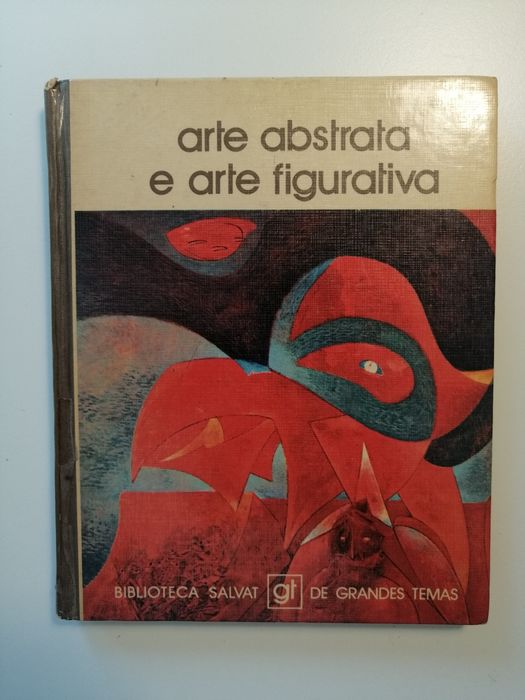 arte abstrata
e arte figurativa
BIBLIOTECA SALVAT gt DE GRANDES TEMAS